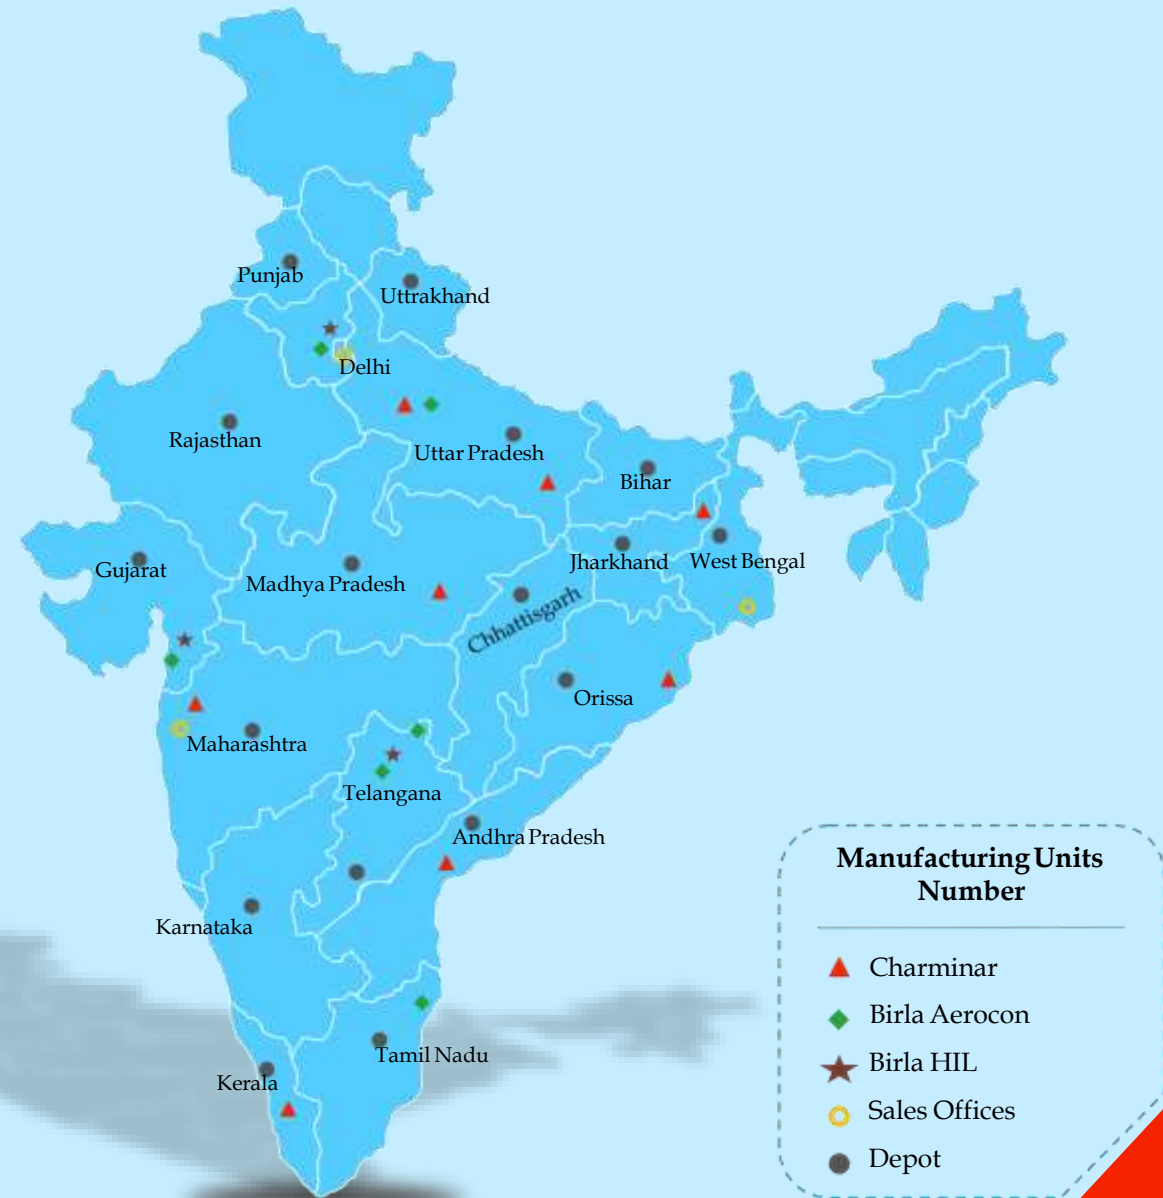 Punjab
Uttrakhand
Delhi
Rajasthan
Uttar Pradesh
Bihar
Gujarat
Madhya Pradesh
Jharkhand
West Bengal
Chhattisgarh
Orissa
Maharashtra
Telangana
Andhra Pradesh
Karnataka
Tamil Nadu
Kerala
Manufacturing Units
Number
Charminar
Birla Aerocon
Birla HIL
Sales Offices
Depot